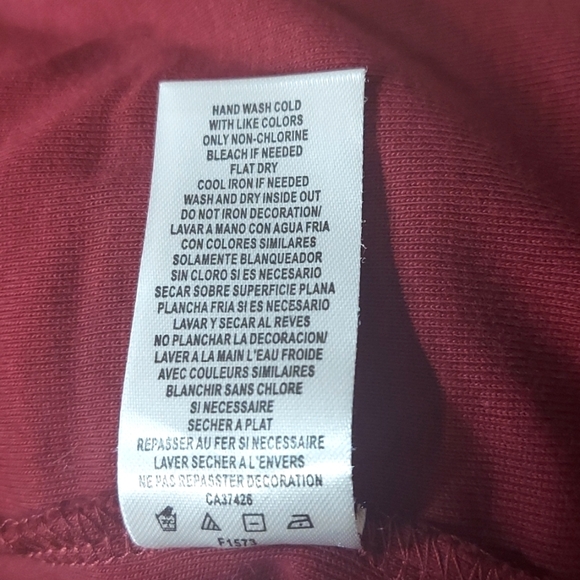 HAND WASH COLD
WITH LIKE COLORS
ONLY NON-CHLORINE
BLEACH IF NEEDED
FLAT DRY
COOL IRON IF NEEDED
WASH AND DRY INSIDE OUT
DO NOT IRON DECORATION/
LAVAR A MANO CON AGUA FRIA
CON COLORES SIMILARES
SOLAMENTE BLANQUEADOR
SIN CLORO SI ES NECESARIO
SECAR SOBRE SUPERFICIE PLANA
PLANCHA FRIA SI ES NECESARIO
LAVAR Y SECAR AL REVES
NO PLANCHAR LA DECORACION/
LAVER A LA MAIN L'EAU FROIDE
AVEC COULEURS SIMILAIRES
BLANCHIR SANS CHLORE
SI NECESSAIRE
SECHER A PLAT
REPASSER AU FER SI NECESSAIRE
LAVER SECHER A L'ENVERS
NE PAS REPASSTER DECORATION
CA37426
F1573